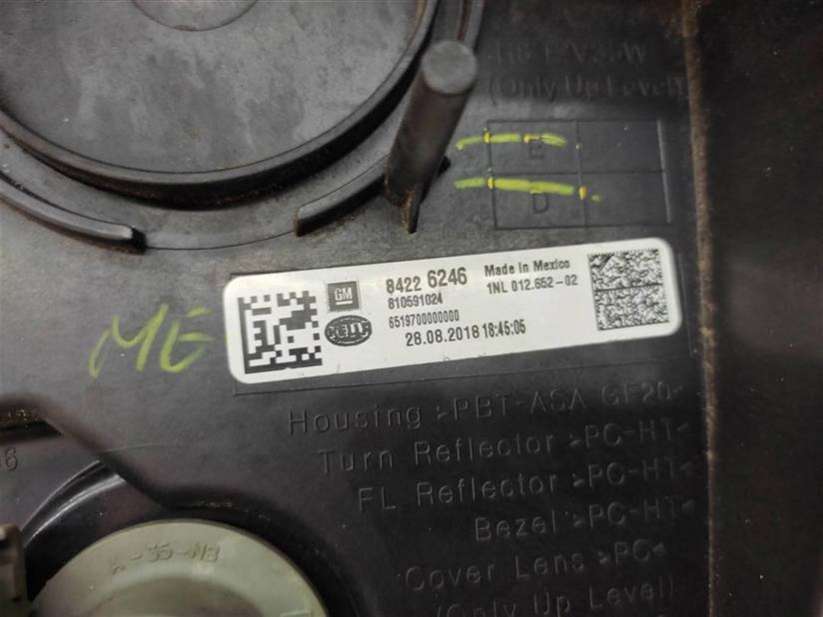 (Only Up Level)
E
D
GM
8422 6246
Made in Mexico
810591024
1NL 012.652-02
HELLA
6519700000000
28.08.2018 18:45:05
ME
Housing >PBT-ASA GF20<
Turn Reflector >PC-HT<
FL Reflector >PC-HT<
Bezel >PC-HT<
Cover Lens >PC<
(Only Up Level)